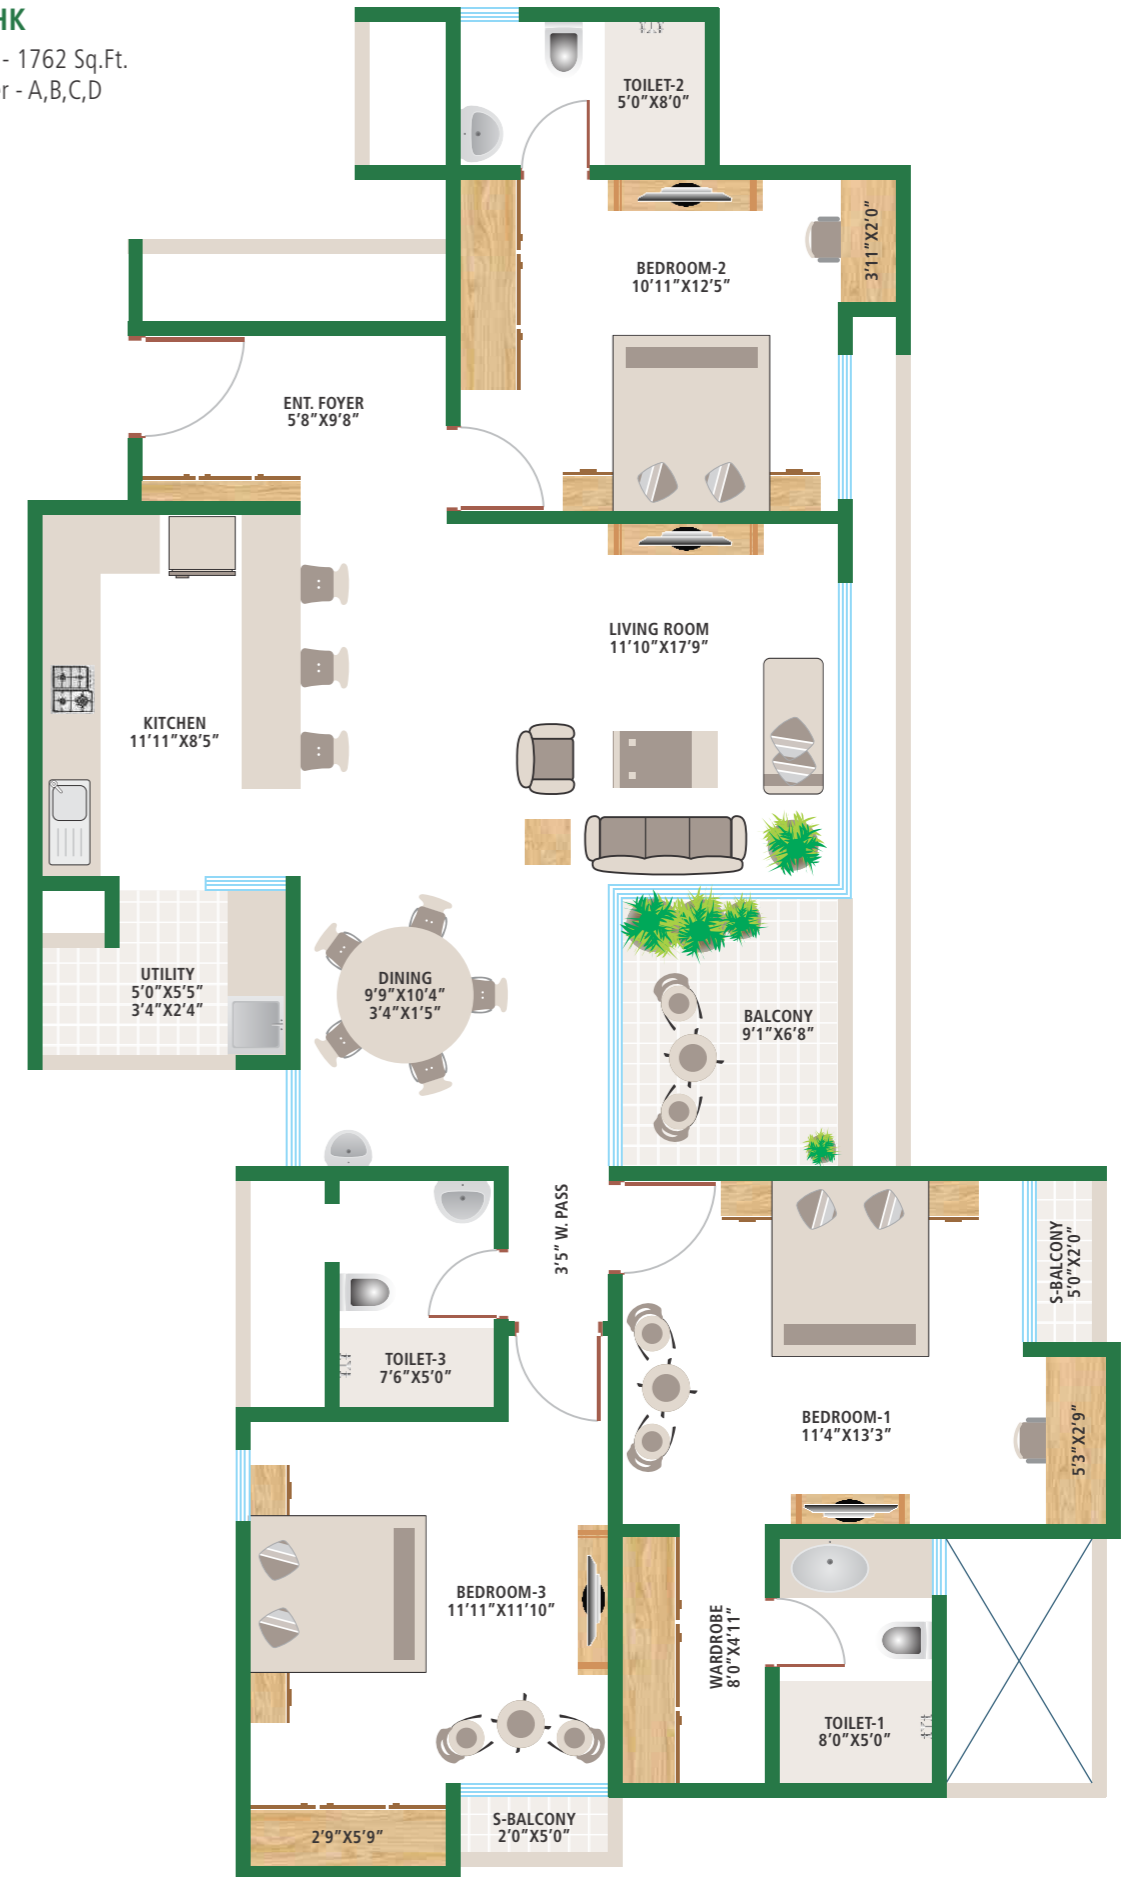 HK
- 1762 Sq.Ft.
r - A,B,C,D
TOILET-2
5'0"X8'0"
3'11"X2'0"
BEDROOM-2
10'11"X12'5"
ENT. FOYER
5'8"X9'8"
LIVING ROOM
11'10"X17'9"
KITCHEN
11'11"X8'5"
UTILITY
5'0"X5'5"
3'4"X2'4"
DINING
9'9"X10'4"
3'4"X1'5"
BALCONY
9'1"X6'8"
3'5" W. PASS
S-BALCONY
5'0"X2'0"
TOILET-3
7'6"X5'0"
BEDROOM-1
11'4"X13'3"
5'3"X2'9"
BEDROOM-3
11'11"X11'10"
WARDROBE
8'0"X4'11"
TOILET-1
8'0"X5'0"
S-BALCONY
2'0"X5'0"
2'9"X5'9"